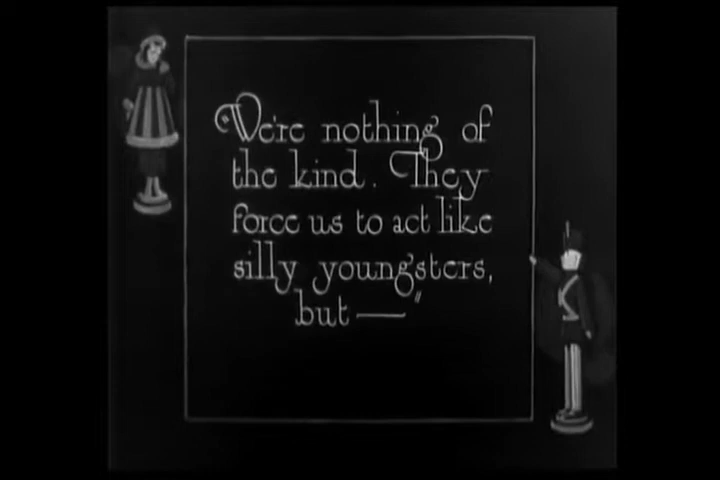 "We're nothing of
the kind. They
force us to act like
silly youngsters,
but —"